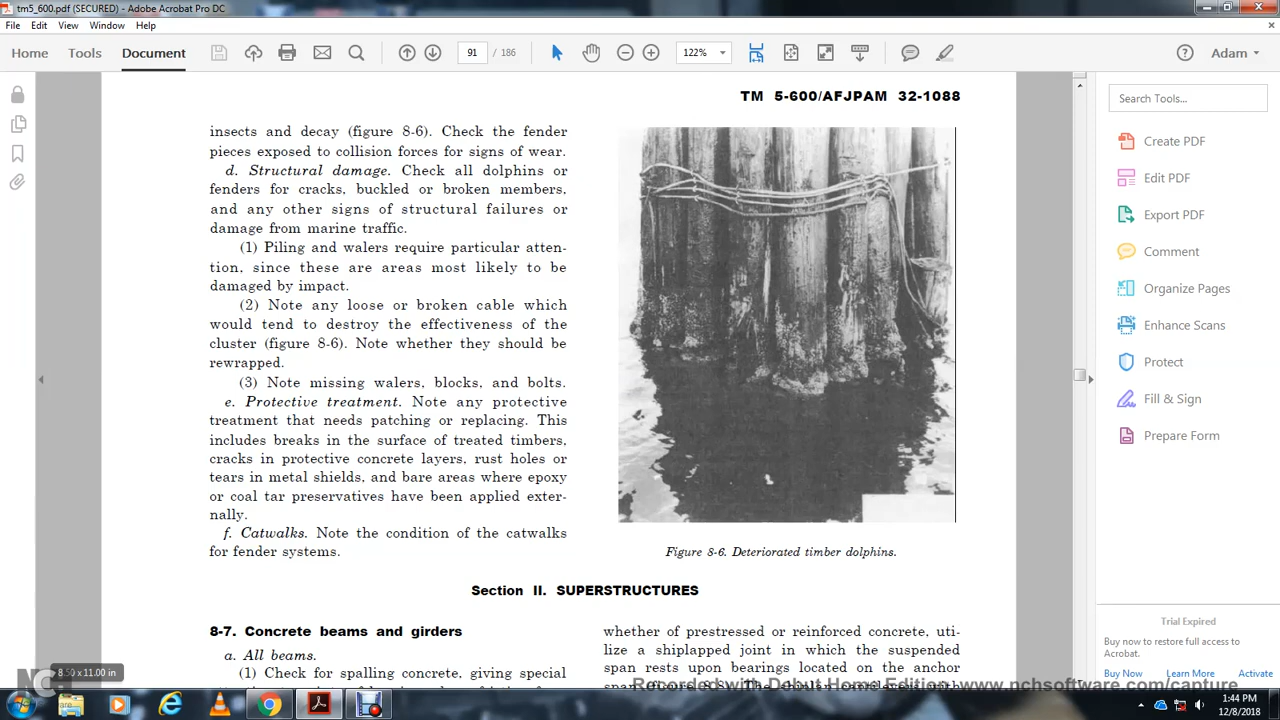 tm5_600.pdf (SECURED) - Adobe Acrobat Pro DC
File Edit View Window Help
Home Tools Document 91 / 186 122% Adam
TM 5-600/AFJPAM 32-1088
insects and decay (figure 8-6). Check the fender
pieces exposed to collision forces for signs of wear.
d. Structural damage. Check all dolphins or
fenders for cracks, buckled or broken members,
and any other signs of structural failures or
damage from marine traffic.
(1) Piling and walers require particular atten-
tion, since these are areas most likely to be
damaged by impact.
(2) Note any loose or broken cable which
would tend to destroy the effectiveness of the
cluster (figure 8-6). Note whether they should be
rewrapped.
(3) Note missing walers, blocks, and bolts.
e. Protective treatment. Note any protective
treatment that needs patching or replacing. This
includes breaks in the surface of treated timbers,
cracks in protective concrete layers, rust holes or
tears in metal shields, and bare areas where epoxy
or coal tar preservatives have been applied exter-
nally.
f. Catwalks. Note the condition of the catwalks
for fender systems.
Figure 8-6. Deteriorated timber dolphins.
Section II. SUPERSTRUCTURES
8-7. Concrete beams and girders
a. All beams.
(1) Check for spalling concrete, giving special
whether of prestressed or reinforced concrete, uti-
lize a shiplapped joint in which the suspended
span rests upon bearings located on the anchor
Search Tools...
Create PDF
Edit PDF
Export PDF
Comment
Organize Pages
Enhance Scans
Protect
Fill & Sign
Prepare Form
Trial Expired
Buy now to restore full access to
Acrobat.
Buy Now Learn More Activate
8.50 x 11.00 in
NCH
Recorded with Debut Home Edition www.nchsoftware.com/capture
1:44 PM
12/8/2018